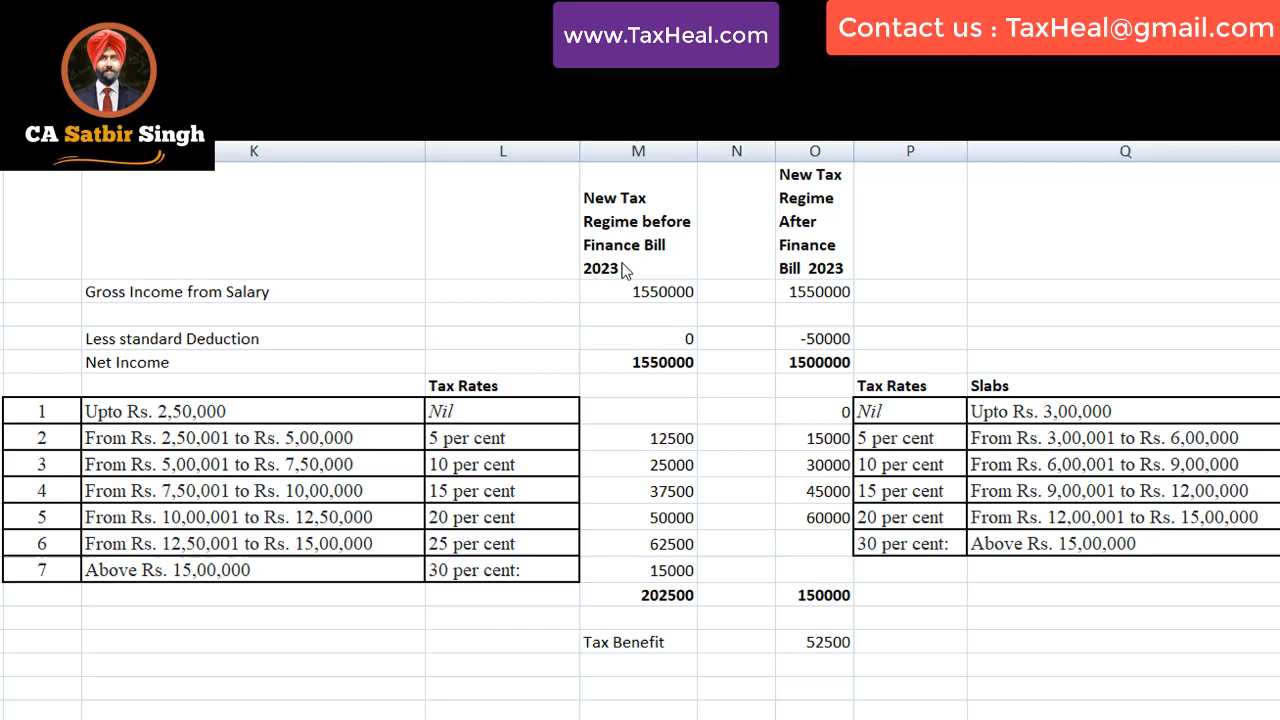 www.TaxHeal.com
Contact us : TaxHeal@gmail.com
CA Satbir Singh
K L M N O P Q
New Tax Regime before Finance Bill 2023
New Tax Regime After Finance Bill 2023
Gross Income from Salary 1550000 1550000
Less standard Deduction 0 -50000
Net Income 1550000 1500000
Tax Rates Tax Rates Slabs
1 Upto Rs. 2,50,000 Nil 0 Nil Upto Rs. 3,00,000
2 From Rs. 2,50,001 to Rs. 5,00,000 5 per cent 12500 15000 5 per cent From Rs. 3,00,001 to Rs. 6,00,000
3 From Rs. 5,00,001 to Rs. 7,50,000 10 per cent 25000 30000 10 per cent From Rs. 6,00,001 to Rs. 9,00,000
4 From Rs. 7,50,001 to Rs. 10,00,000 15 per cent 37500 45000 15 per cent From Rs. 9,00,001 to Rs. 12,00,000
5 From Rs. 10,00,001 to Rs. 12,50,000 20 per cent 50000 60000 20 per cent From Rs. 12,00,001 to Rs. 15,00,000
6 From Rs. 12,50,001 to Rs. 15,00,000 25 per cent 62500 30 per cent: Above Rs. 15,00,000
7 Above Rs. 15,00,000 30 per cent: 15000
202500 150000
Tax Benefit 52500